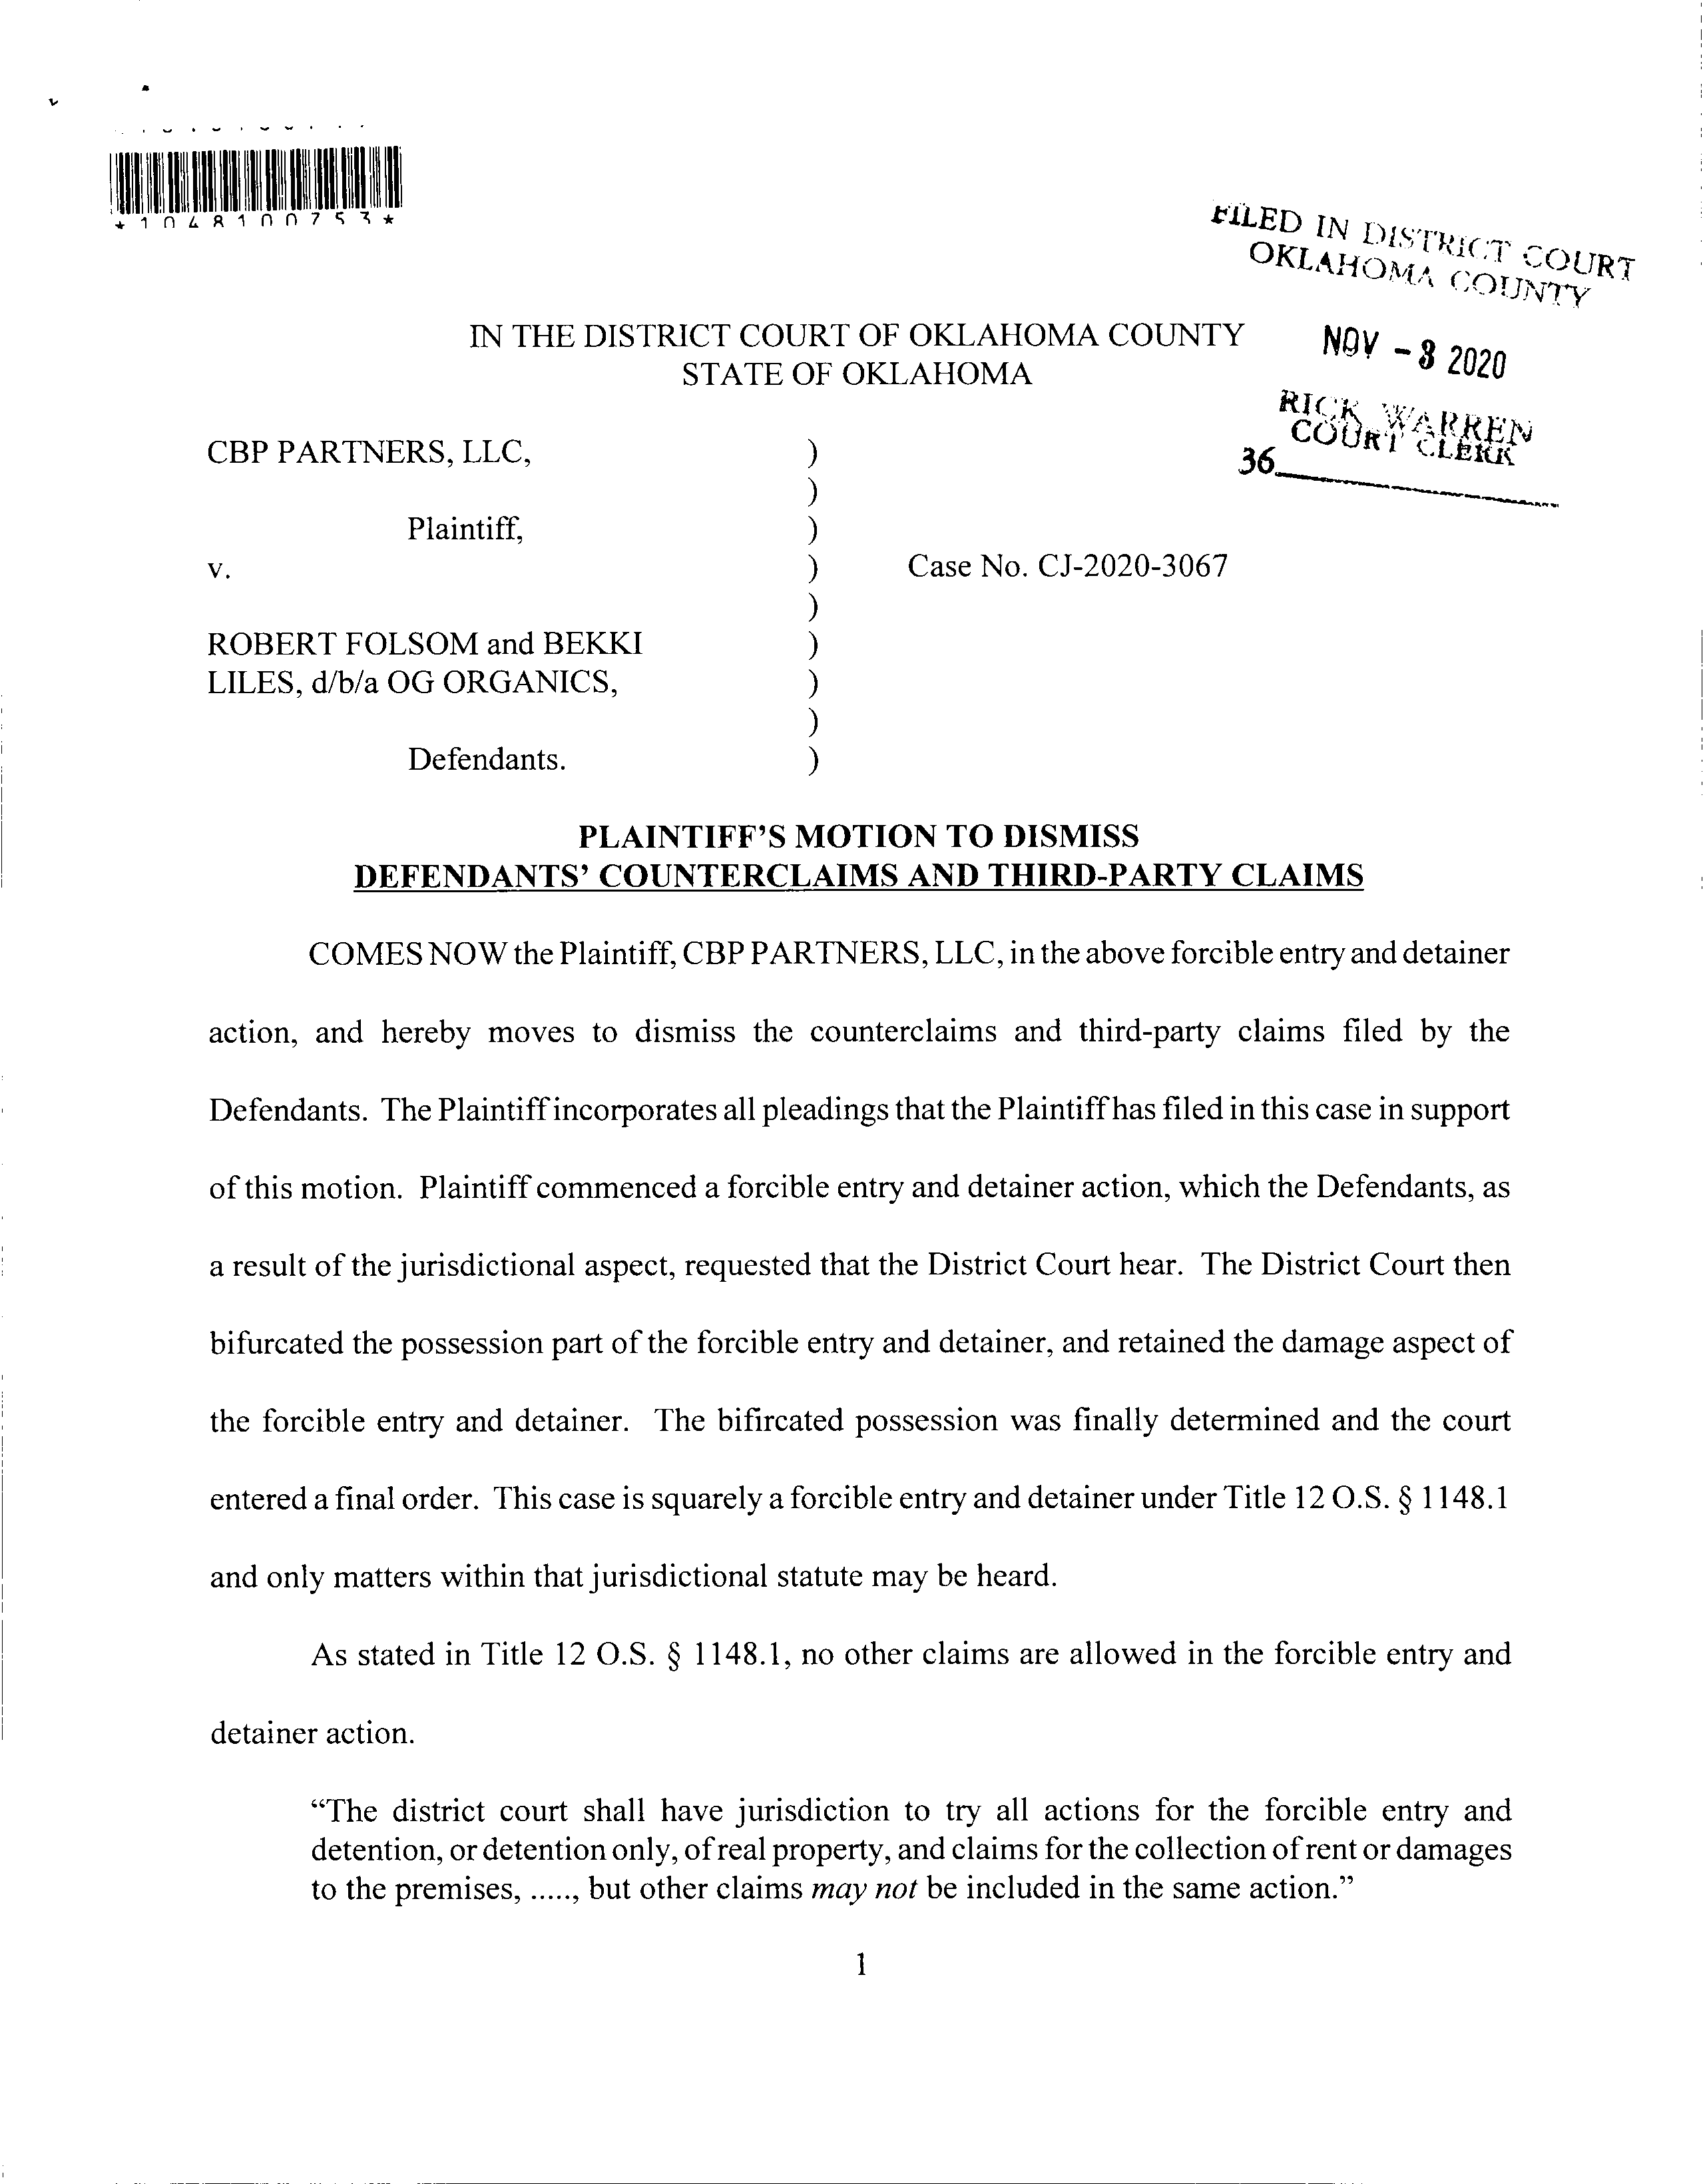 *1048100753*
FILED IN DISTRICT COURT
OKLAHOMA COUNTY
NOV -3 2020
RICK WARREN
COURT CLERK
36
IN THE DISTRICT COURT OF OKLAHOMA COUNTY
STATE OF OKLAHOMA
CBP PARTNERS, LLC, )
)
Plaintiff, )
v. ) Case No. CJ-2020-3067
)
ROBERT FOLSOM and BEKKI )
LILES, d/b/a OG ORGANICS, )
)
Defendants. )
PLAINTIFF'S MOTION TO DISMISS
DEFENDANTS' COUNTERCLAIMS AND THIRD-PARTY CLAIMS
COMES NOW the Plaintiff, CBP PARTNERS, LLC, in the above forcible entry and detainer
action, and hereby moves to dismiss the counterclaims and third-party claims filed by the
Defendants. The Plaintiff incorporates all pleadings that the Plaintiff has filed in this case in support
of this motion. Plaintiff commenced a forcible entry and detainer action, which the Defendants, as
a result of the jurisdictional aspect, requested that the District Court hear. The District Court then
bifurcated the possession part of the forcible entry and detainer, and retained the damage aspect of
the forcible entry and detainer. The bifircated possession was finally determined and the court
entered a final order. This case is squarely a forcible entry and detainer under Title 12 O.S. § 1148.1
and only matters within that jurisdictional statute may be heard.
As stated in Title 12 O.S. § 1148.1, no other claims are allowed in the forcible entry and
detainer action.
“The district court shall have jurisdiction to try all actions for the forcible entry and
detention, or detention only, of real property, and claims for the collection of rent or damages
to the premises, ....., but other claims may not be included in the same action.”
1